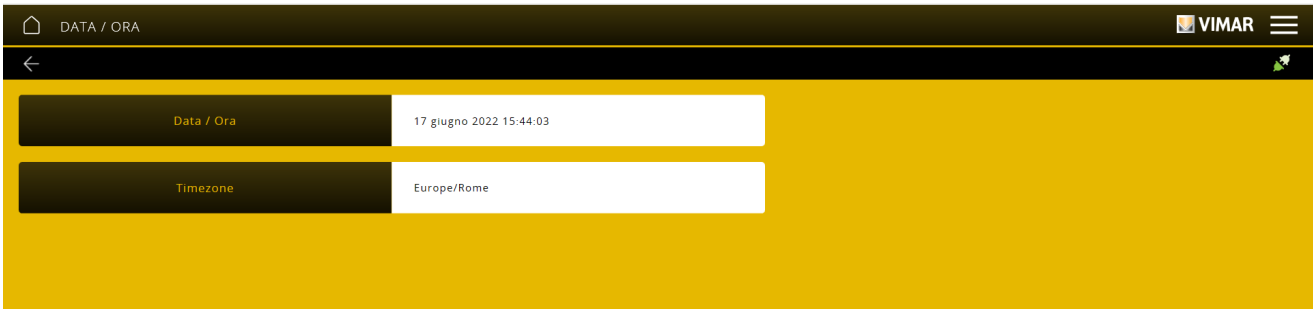 DATA / ORA
VIMAR
Data / Ora
17 giugno 2022 15:44:03
Timezone
Europe/Rome